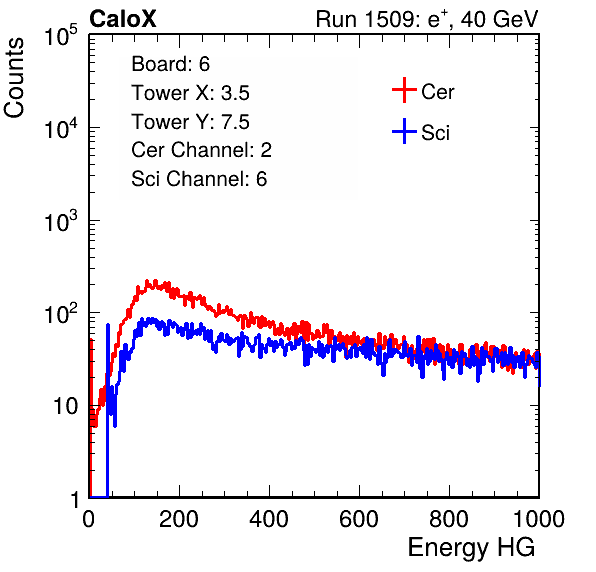 CaloX Run 1509: e⁺, 40 GeV
Board: 6
Tower X: 3.5
Tower Y: 7.5
Cer Channel: 2
Sci Channel: 6
Cer
Sci
Counts
10⁵
10⁴
10³
10²
10
1
0 200 400 600 800 1000
Energy HG